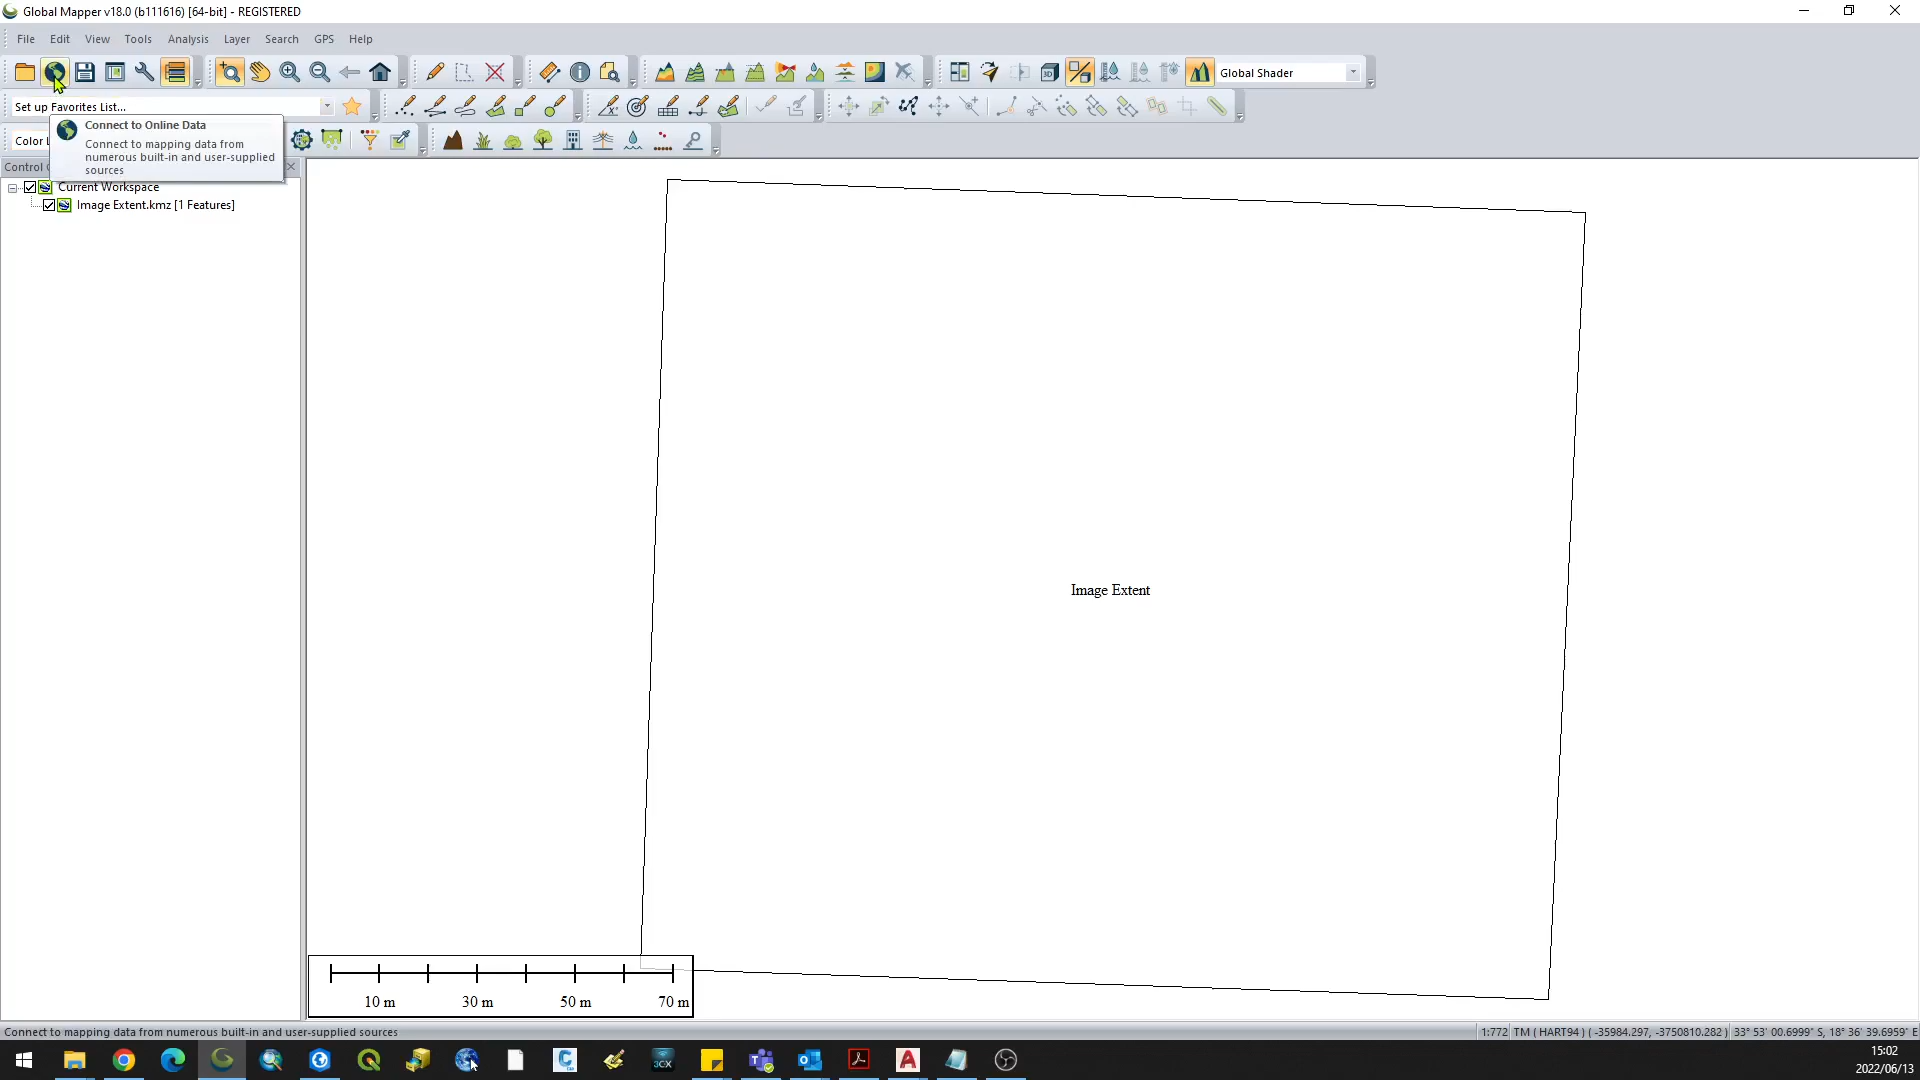 Global Mapper v18.0 (b111616) [64-bit] - REGISTERED
File Edit View Tools Analysis Layer Search GPS Help
Global Shader
Set up Favorites List...
Color
Connect to Online Data
Connect to mapping data from
numerous built-in and user-supplied
sources
Control
Current Workspace
Image Extent.kmz [1 Features]
Image Extent
10 m 30 m 50 m 70 m
Connect to mapping data from numerous built-in and user-supplied sources
1:772 TM ( HART94 ) ( -35984.297, -3750810.282 ) 33° 53' 00.6999" S, 18° 36' 39.6959" E
3D
JCX
15:02
2022/06/13